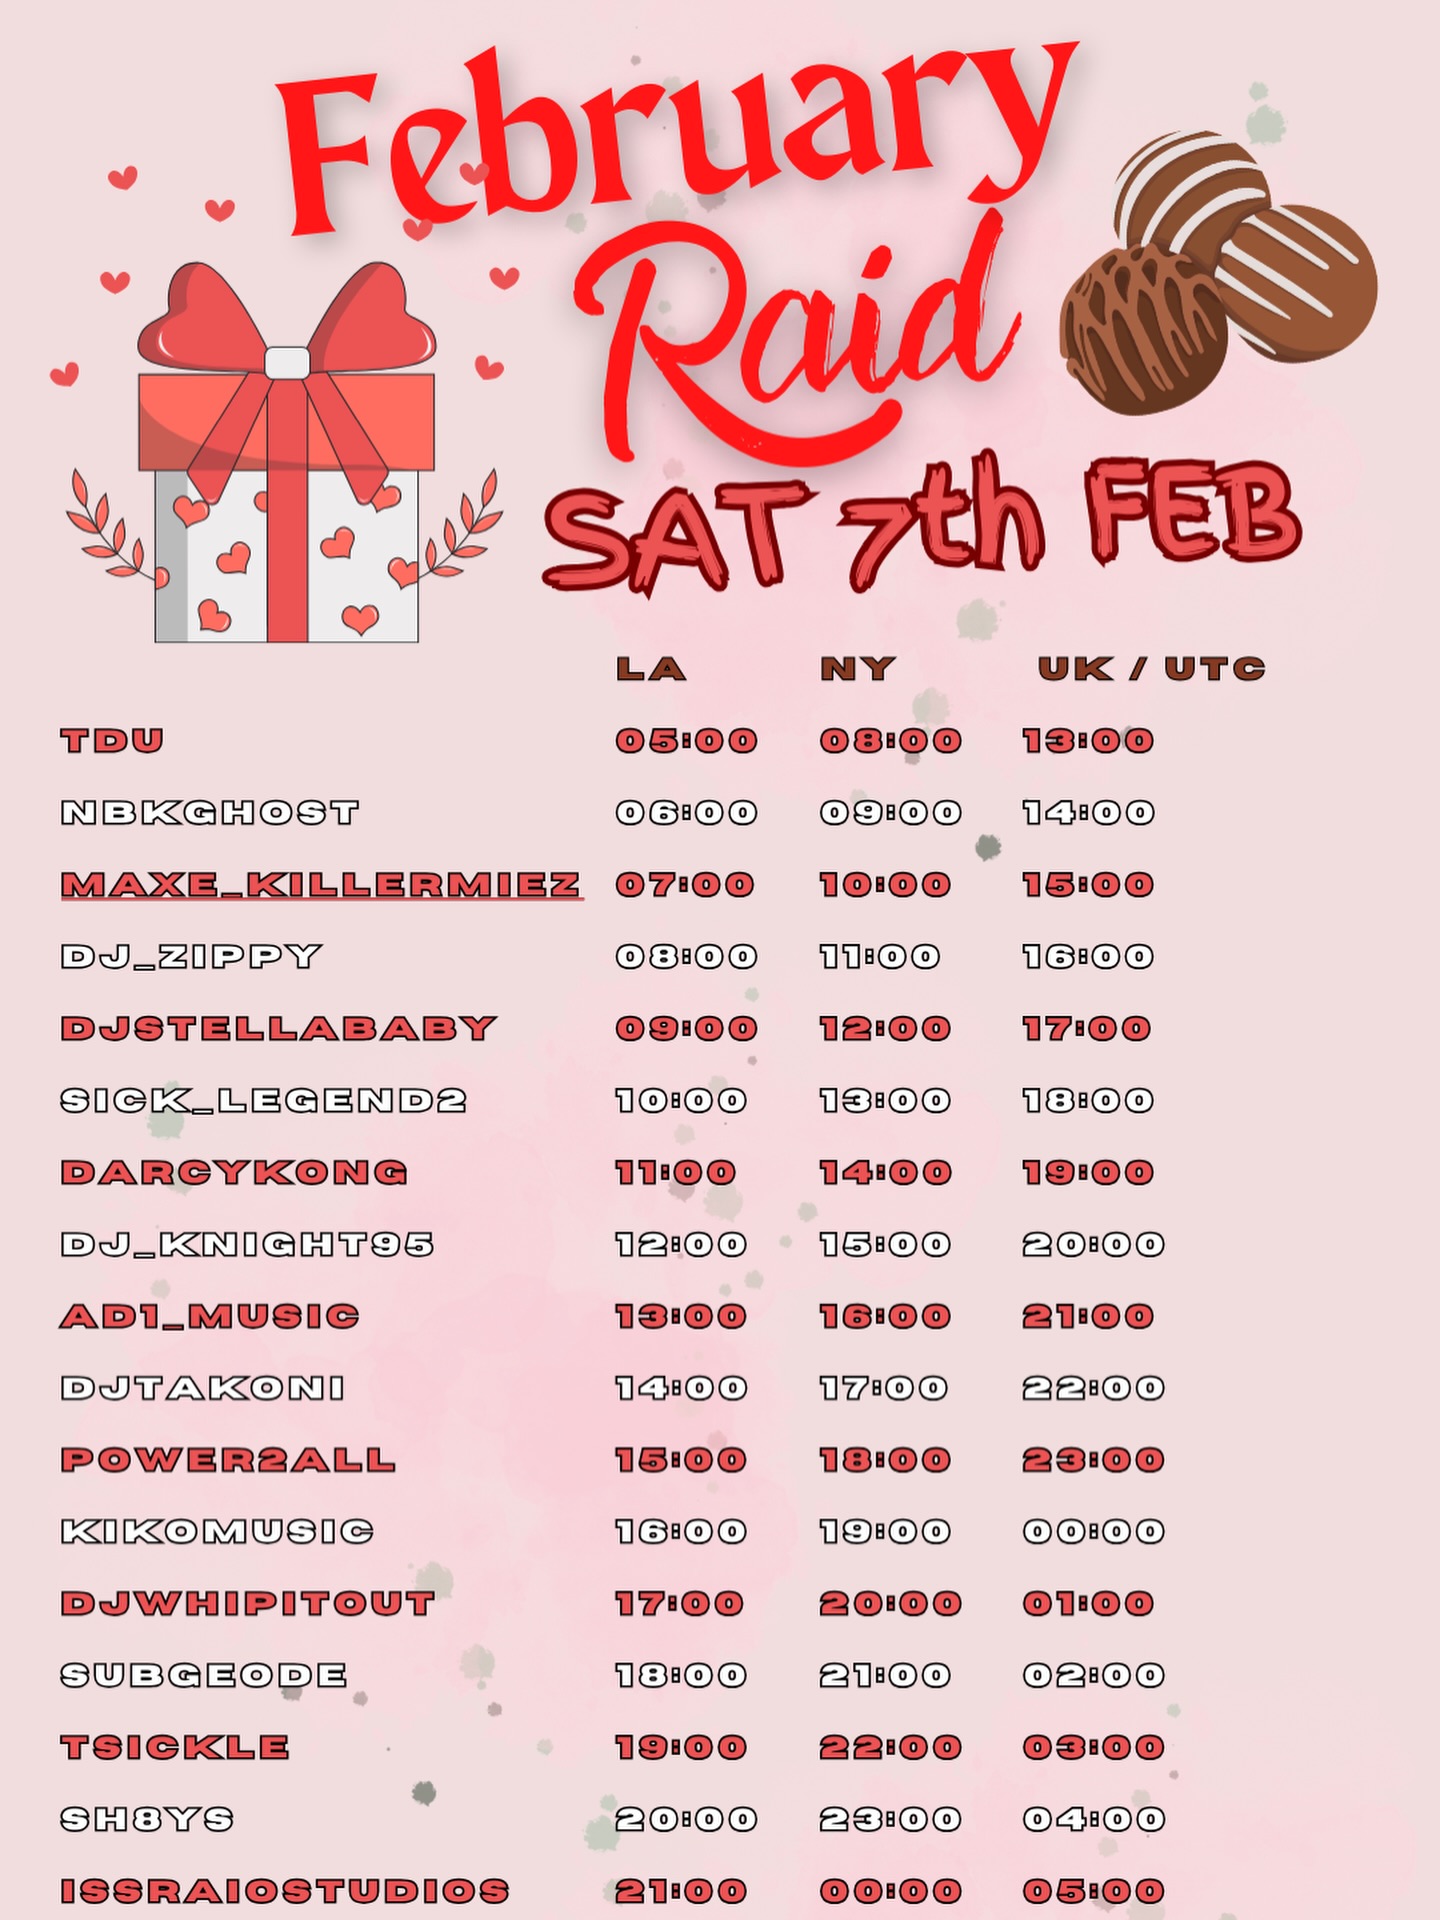 February
Raid
SAT 7th FEB
LA NY UK / UTC
TDU 05:00 08:00 13:00
NBKGHOST 06:00 09:00 14:00
MAXE_KILLERMIEZ 07:00 10:00 15:00
DJ_ZIPPY 08:00 11:00 16:00
DJSTELLABABY 09:00 12:00 17:00
SICK_LEGEND2 10:00 13:00 18:00
DARCYKONG 11:00 14:00 19:00
DJ_KNIGHT95 12:00 15:00 20:00
AD1_MUSIC 13:00 16:00 21:00
DJTAKONI 14:00 17:00 22:00
POWER2ALL 15:00 18:00 23:00
KIKOMUSIC 16:00 19:00 00:00
DJWHIPITOUT 17:00 20:00 01:00
SUBGEODE 18:00 21:00 02:00
TSICKLE 19:00 22:00 03:00
SH8YS 20:00 23:00 04:00
ISSRAIOSTUDIOS 21:00 00:00 05:00